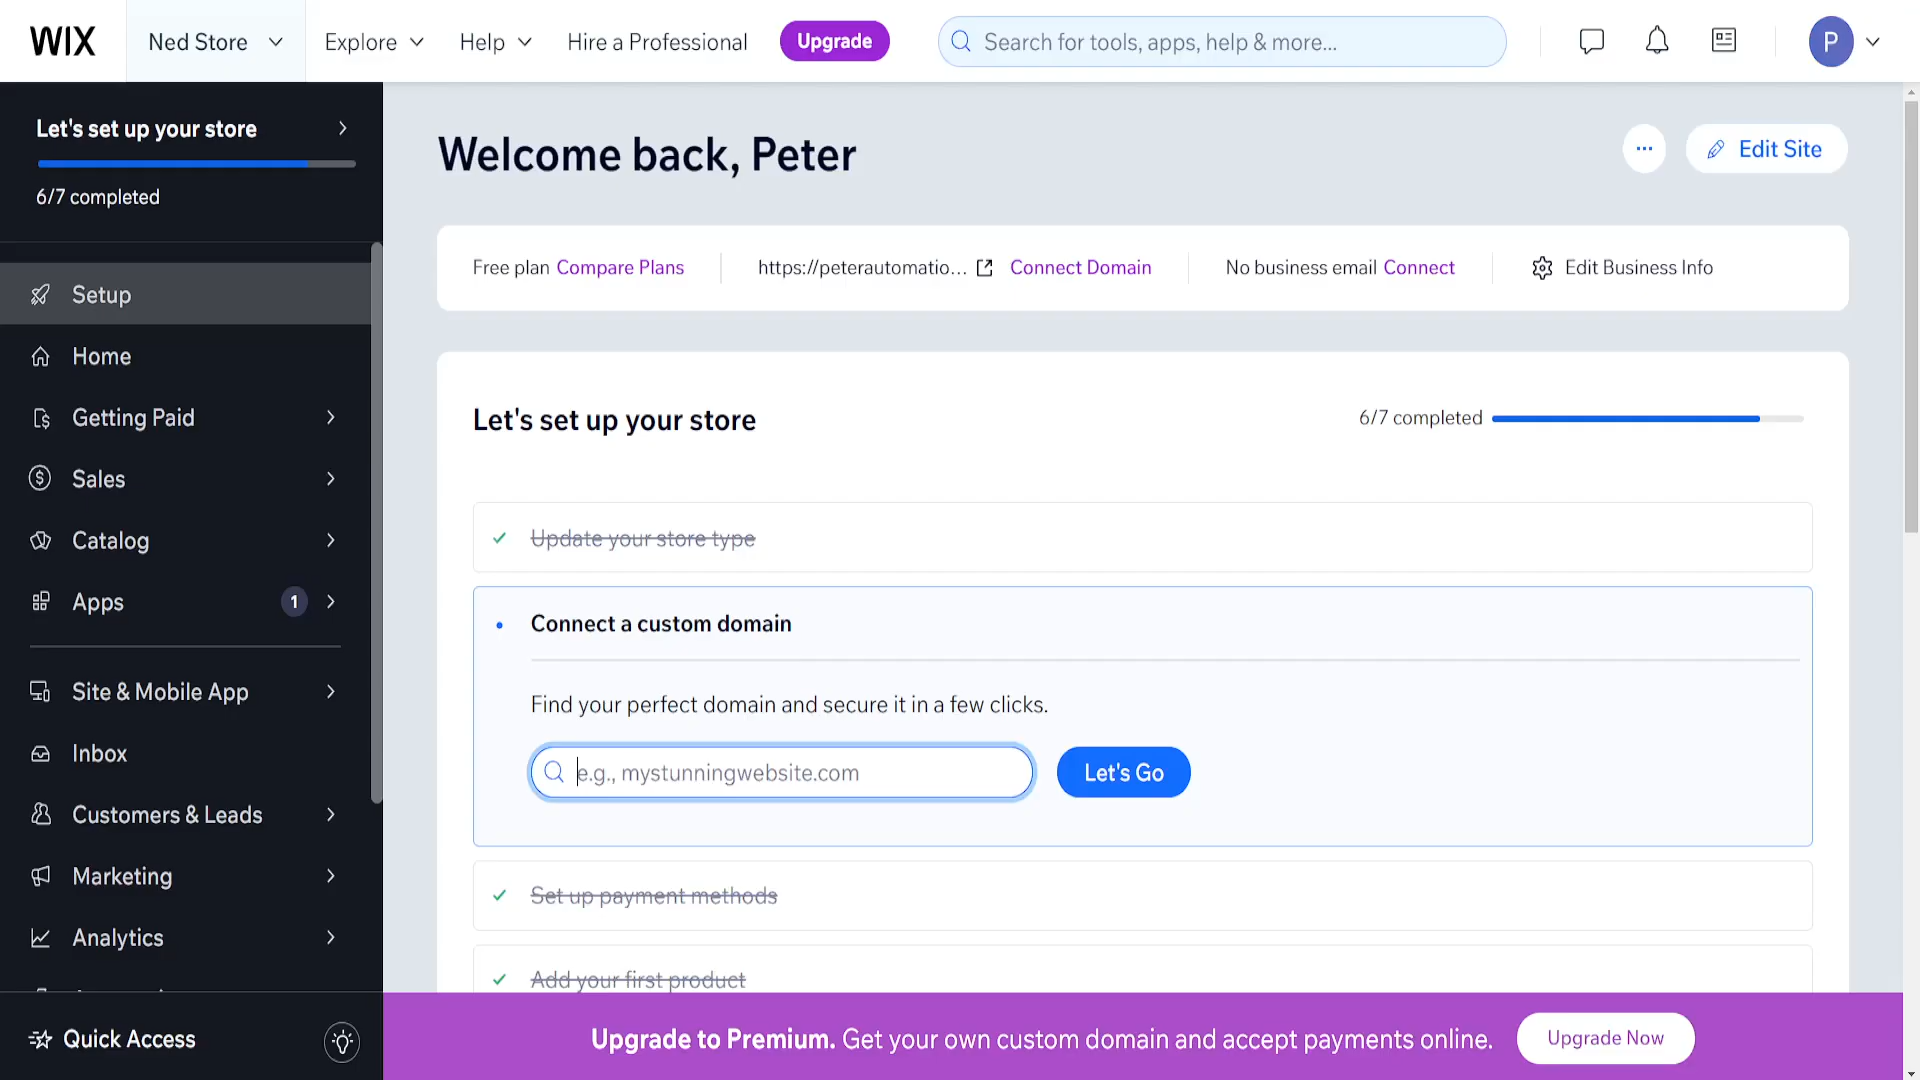 WIX
Ned Store
Explore
Help
Hire a Professional
Upgrade
Search for tools, apps, help & more...
P
Let's set up your store
6/7 completed
Setup
Home
Getting Paid
Sales
Catalog
Apps
1
Site & Mobile App
Inbox
Customers & Leads
Marketing
Analytics
Quick Access
Welcome back, Peter
Edit Site
Free plan Compare Plans
https://peterautomatio... Connect Domain
No business email Connect
Edit Business Info
Let's set up your store
6/7 completed
Update your store type
Connect a custom domain
Find your perfect domain and secure it in a few clicks.
e.g., mystunningwebsite.com
Let's Go
Set up payment methods
Add your first product
Upgrade to Premium. Get your own custom domain and accept payments online.
Upgrade Now